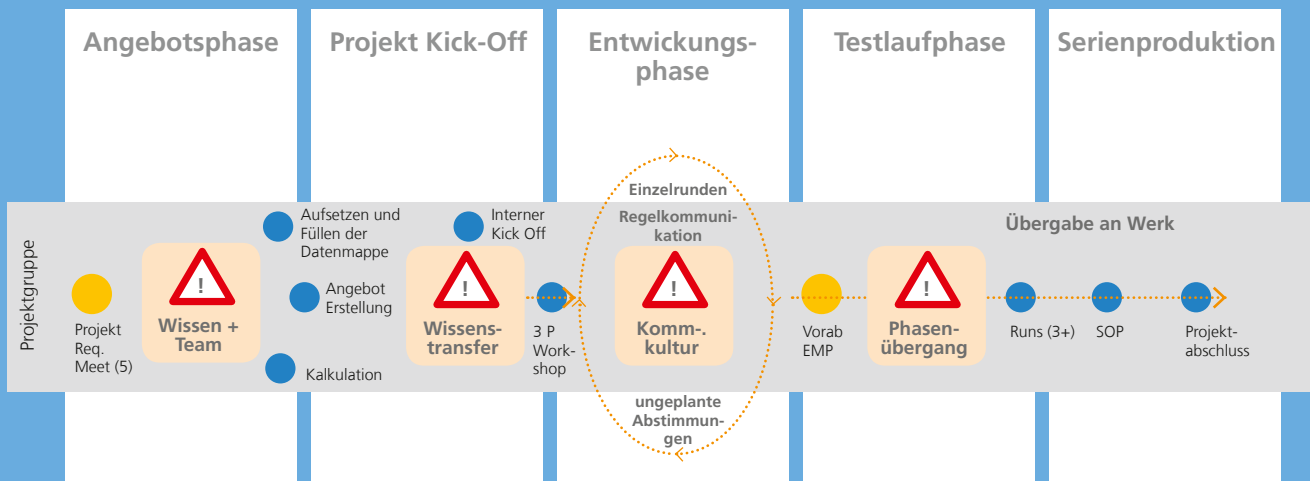 Angebotsphase
Projekt Kick-Off
Entwickungs-
phase
Testlaufphase
Serienproduktion
Projektgruppe
Projekt
Req.
Meet (5)
!
Wissen +
Team
Aufsetzen und
Füllen der
Datenmappe
Angebot
Erstellung
Kalkulation
!
Wissens-
transfer
Interner
Kick Off
3 P
Work-
shop
Einzelrunden
Regelkommuni-
kation
!
Komm-.
kultur
ungeplante
Abstimmun-
gen
Vorab
EMP
!
Phasen-
übergang
Übergabe an Werk
Runs (3+)
SOP
Projekt-
abschluss